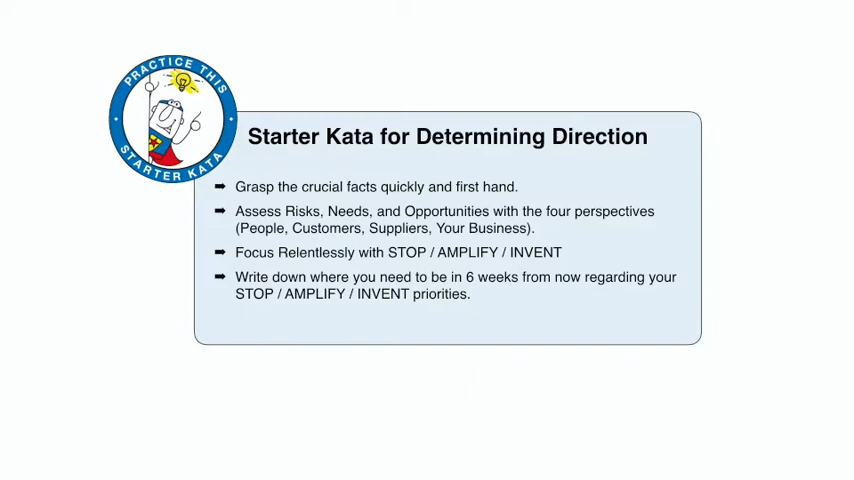 PRACTICE THIS
STARTER KATA
Starter Kata for Determining Direction
➡ Grasp the crucial facts quickly and first hand.
➡ Assess Risks, Needs, and Opportunities with the four perspectives
(People, Customers, Suppliers, Your Business).
➡ Focus Relentlessly with STOP / AMPLIFY / INVENT
➡ Write down where you need to be in 6 weeks from now regarding your
STOP / AMPLIFY / INVENT priorities.